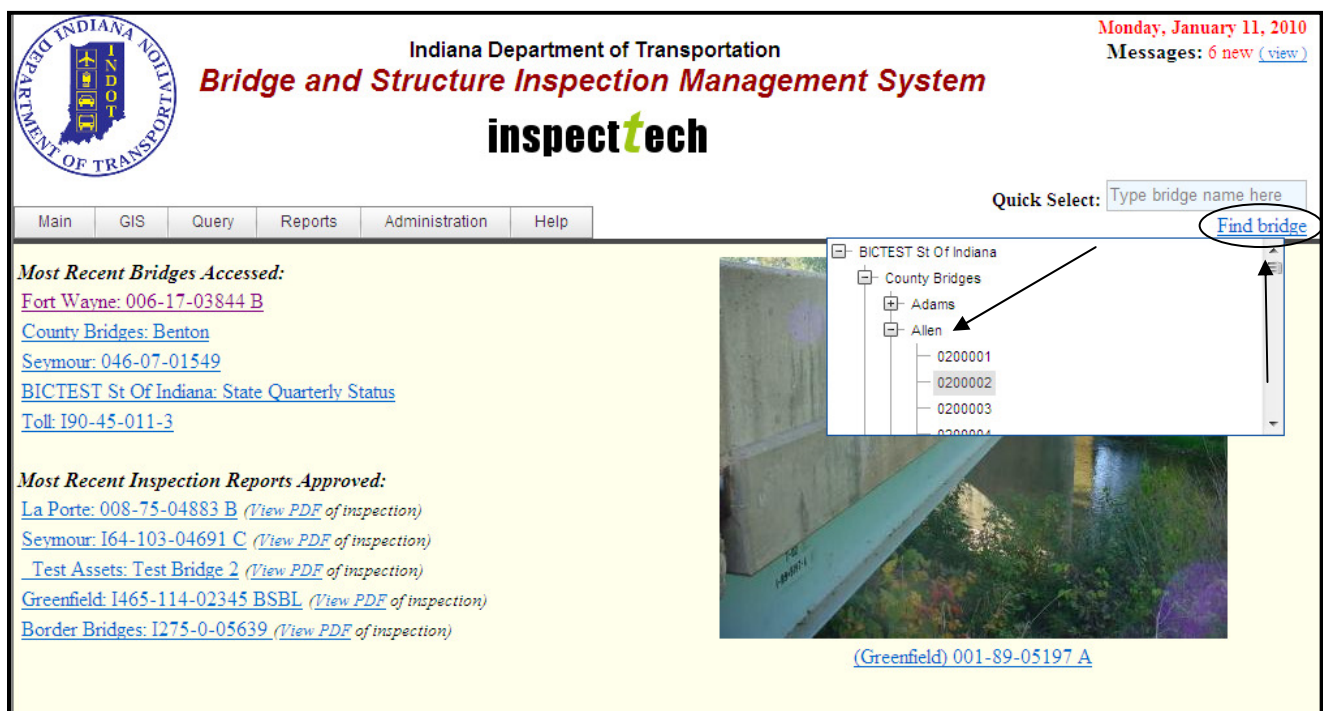 INDIANA DEPARTMENT OF TRANSPORTATION
INDOT
Indiana Department of Transportation
Bridge and Structure Inspection Management System
inspecttech
Monday, January 11, 2010
Messages: 6 new ( view )
Quick Select: Type bridge name here
Find bridge
Main GIS Query Reports Administration Help
Most Recent Bridges Accessed:
Fort Wayne: 006-17-03844 B
County Bridges: Benton
Seymour: 046-07-01549
BICTEST St Of Indiana: State Quarterly Status
Toll: I90-45-011-3
Most Recent Inspection Reports Approved:
La Porte: 008-75-04883 B (View PDF of inspection)
Seymour: I64-103-04691 C (View PDF of inspection)
_Test Assets: Test Bridge 2 (View PDF of inspection)
Greenfield: I465-114-02345 BSBL (View PDF of inspection)
Border Bridges: I275-0-05639 (View PDF of inspection)
BICTEST St Of Indiana
County Bridges
Adams
Allen
0200001
0200002
0200003
0200004
(Greenfield) 001-89-05197 A